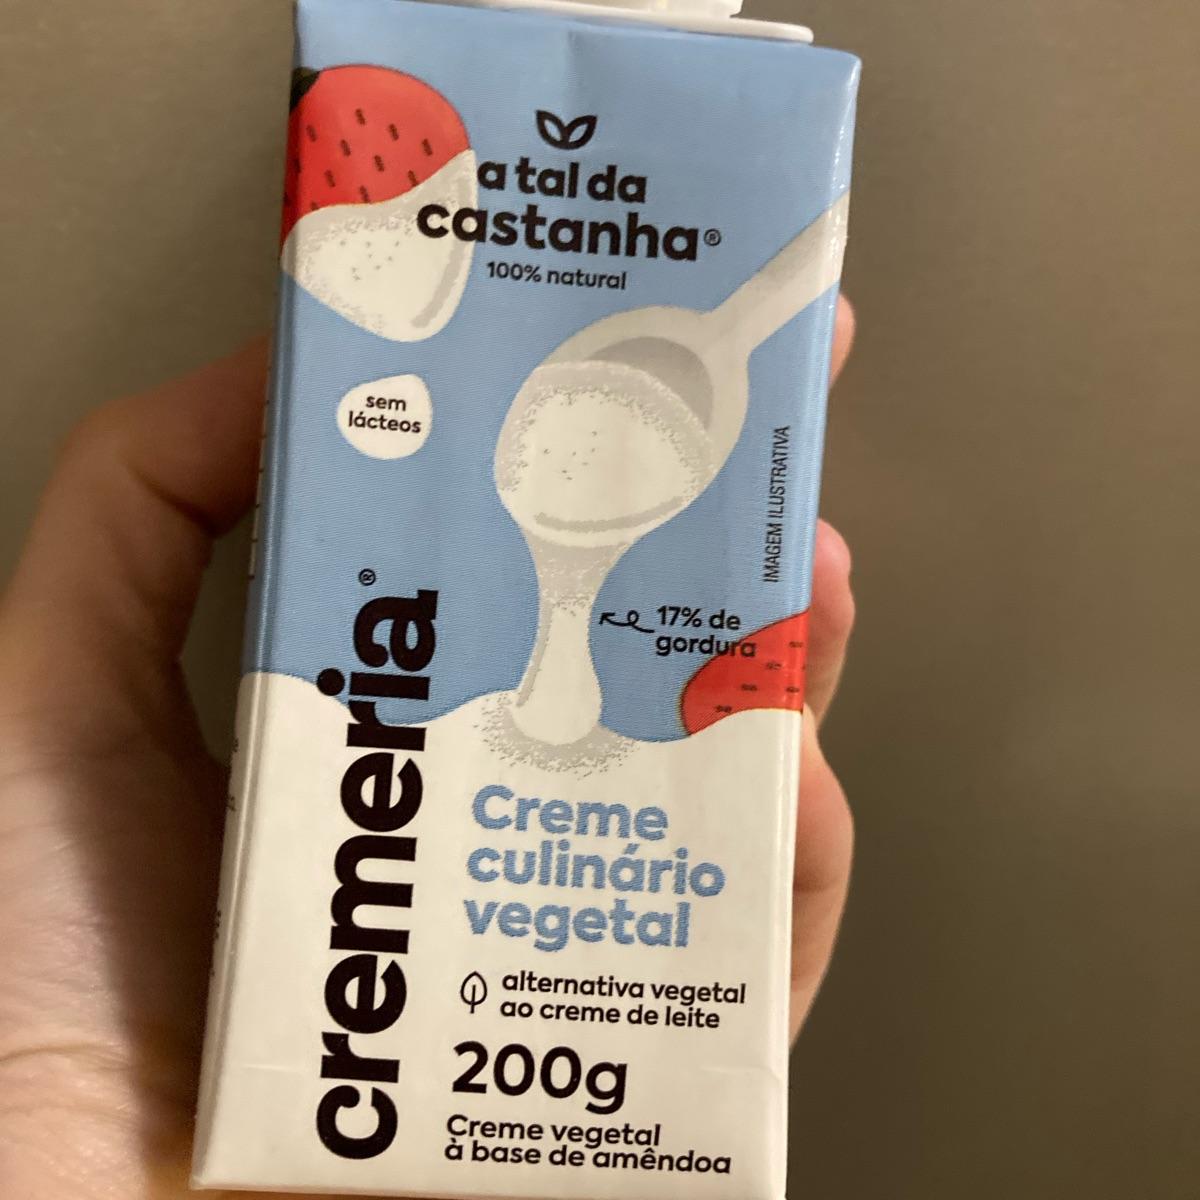 a tal da
castanha®
100% natural
sem
lácteos
IMAGEM ILUSTRATIVA
17% de
gordura
cremeria®
Creme
culinário
vegetal
alternativa vegetal
ao creme de leite
200g
Creme vegetal
à base de amêndoa